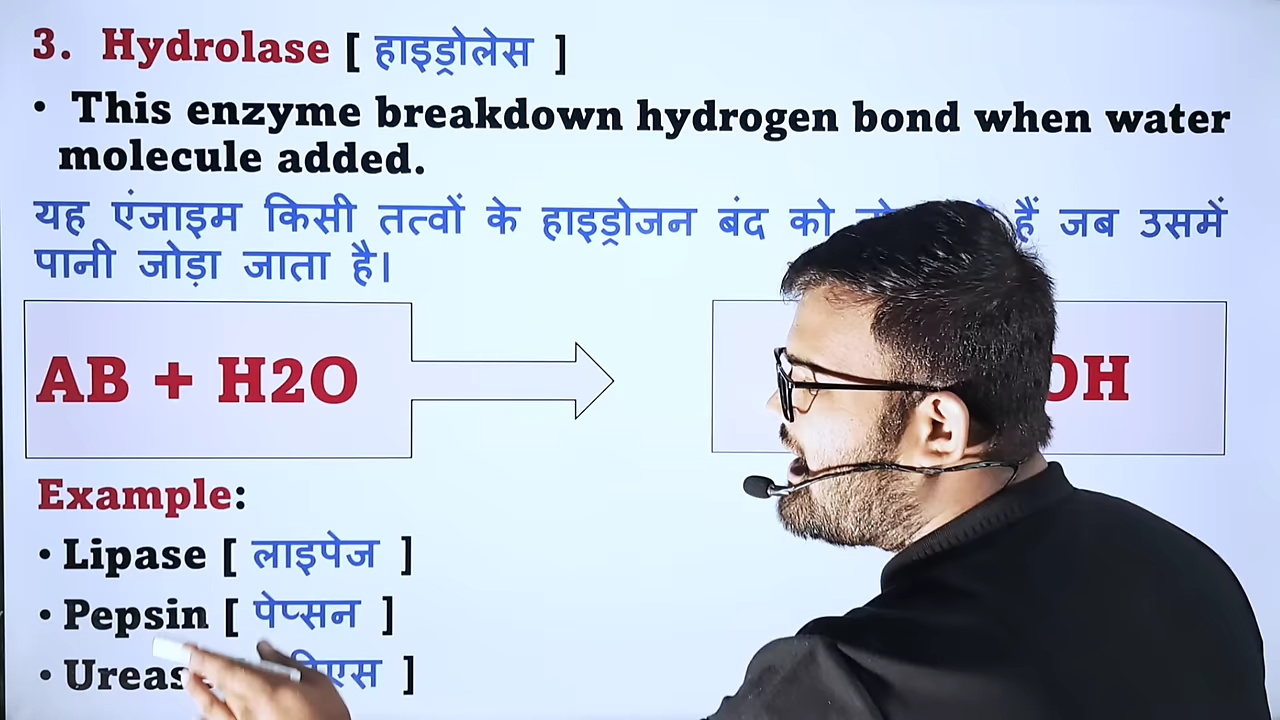 3. Hydrolase [ हाइड्रोलेस ]
• This enzyme breakdown hydrogen bond when water
molecule added.
यह एंजाइम किसी तत्वों के हाइड्रोजन बंद को हैं जब उसमें
पानी जोड़ा जाता है।
AB + H2O
OH
Example:
• Lipase [ लाइपेज ]
• Pepsin [ पेप्सन ]
• ]